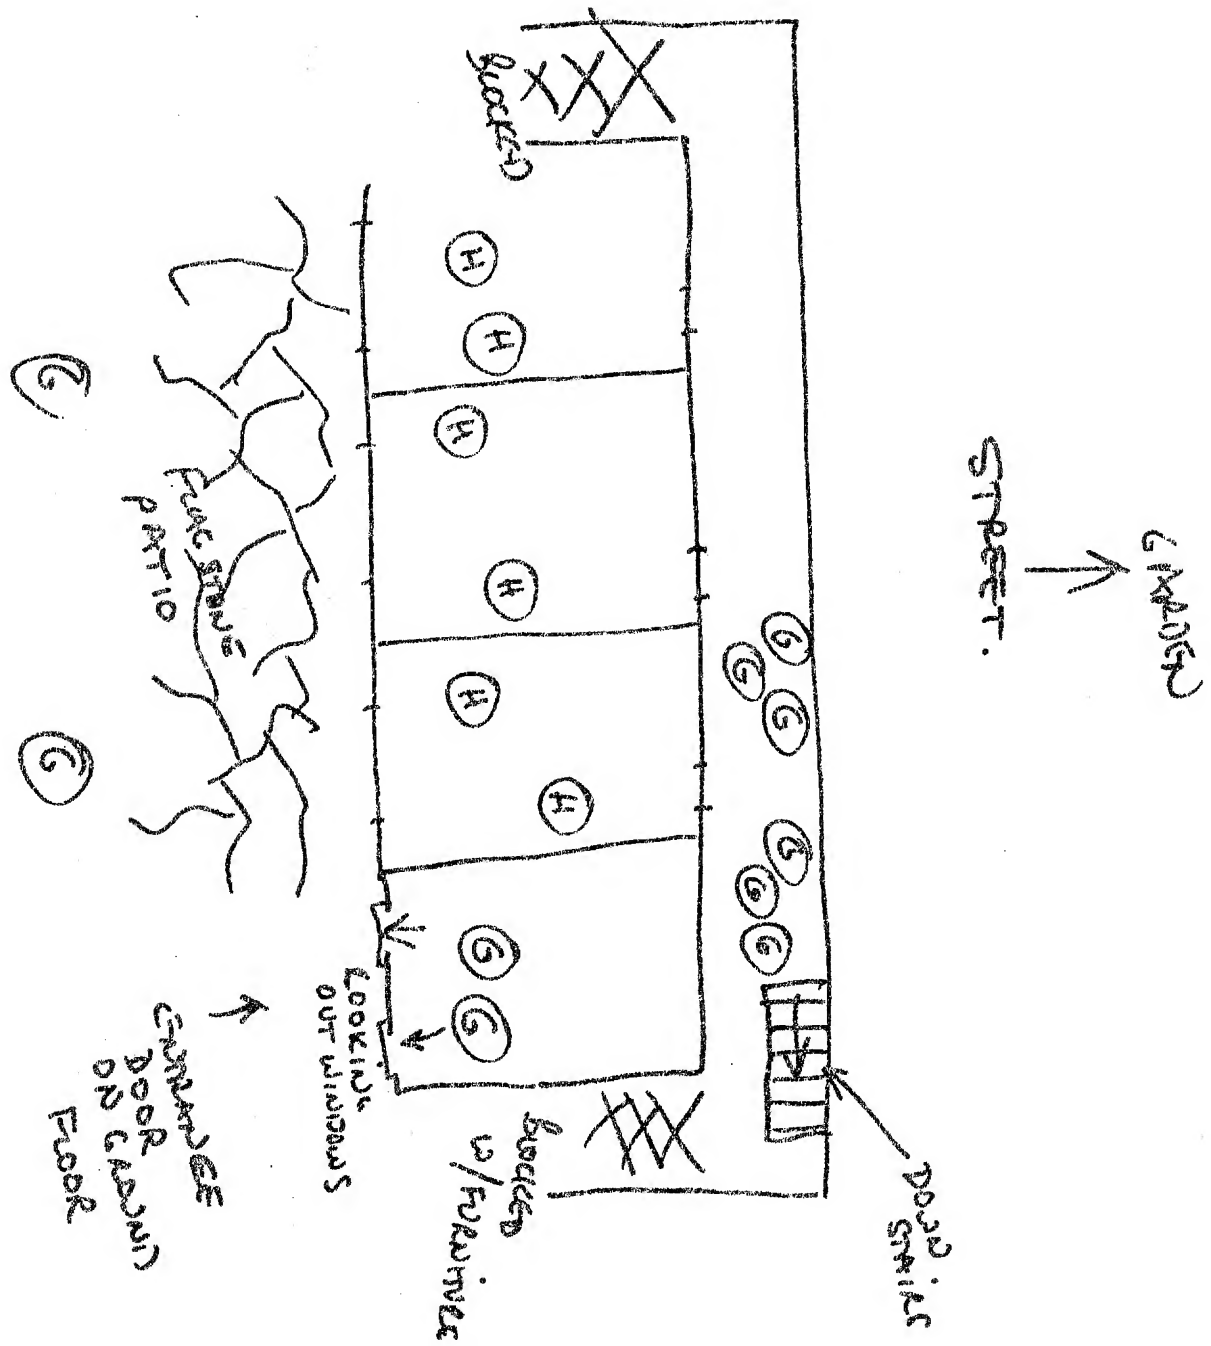 GARDEN
STREET.
DOWN
STAIRS
G G G G G G
BLOCKED
H H H H H H G G
BLOCKED
W/FURNITURE
LOOKING
OUT WINDOWS
FLAG STONE
PATIO
ENTRANCE
DOOR
ON GROUND
FLOOR
G G